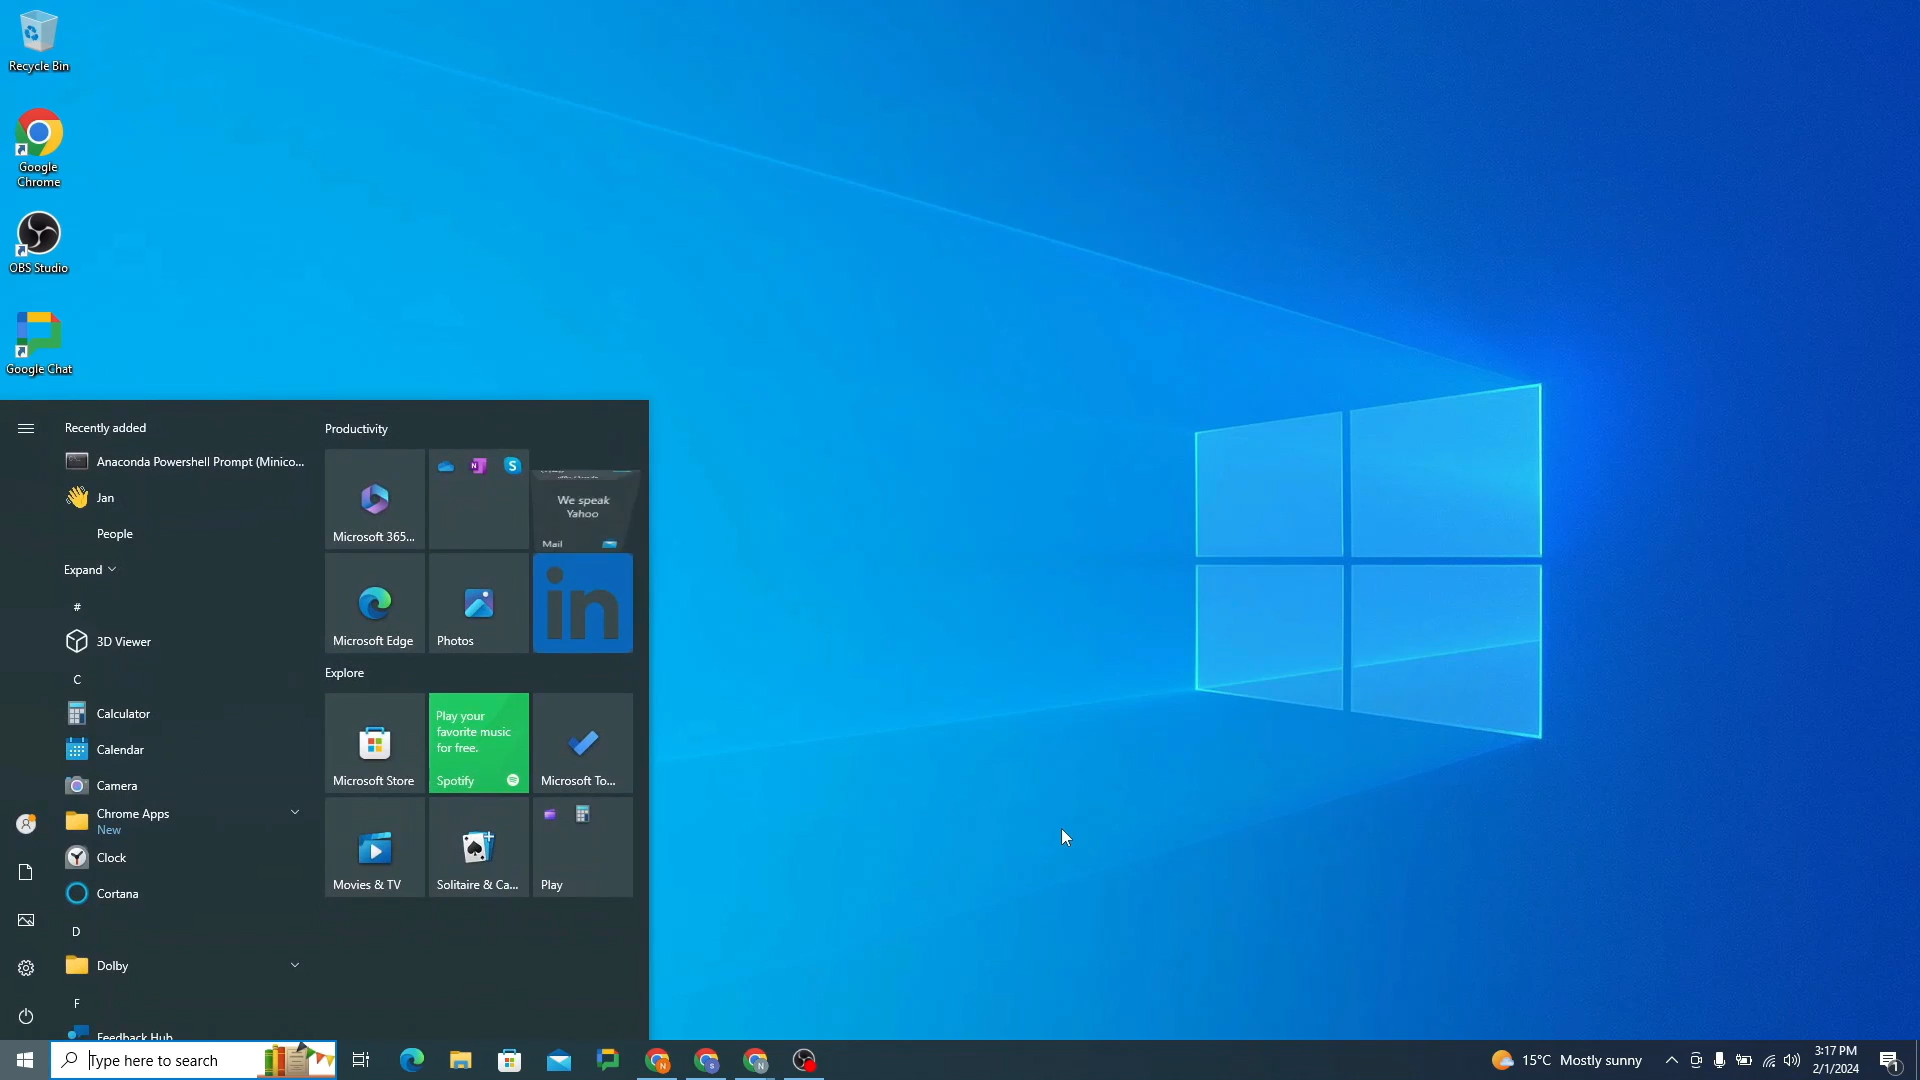 Recycle Bin
Google
Chrome
OBS Studio
Google Chat
Recently added
Anaconda Powershell Prompt (Minico...
Jan
People
Expand
#
3D Viewer
C
Calculator
Calendar
Camera
Chrome Apps
New
Clock
Cortana
D
Dolby
F
Feedback Hub
Productivity
Microsoft 365...
We speak
Yahoo
Mail
Microsoft Edge
Photos
in
Explore
Microsoft Store
Play your
favorite music
for free.
Spotify
Microsoft To...
Movies & TV
Solitaire & Ca...
Play
Type here to search
15°C Mostly sunny
3:17 PM
2/1/2024
1